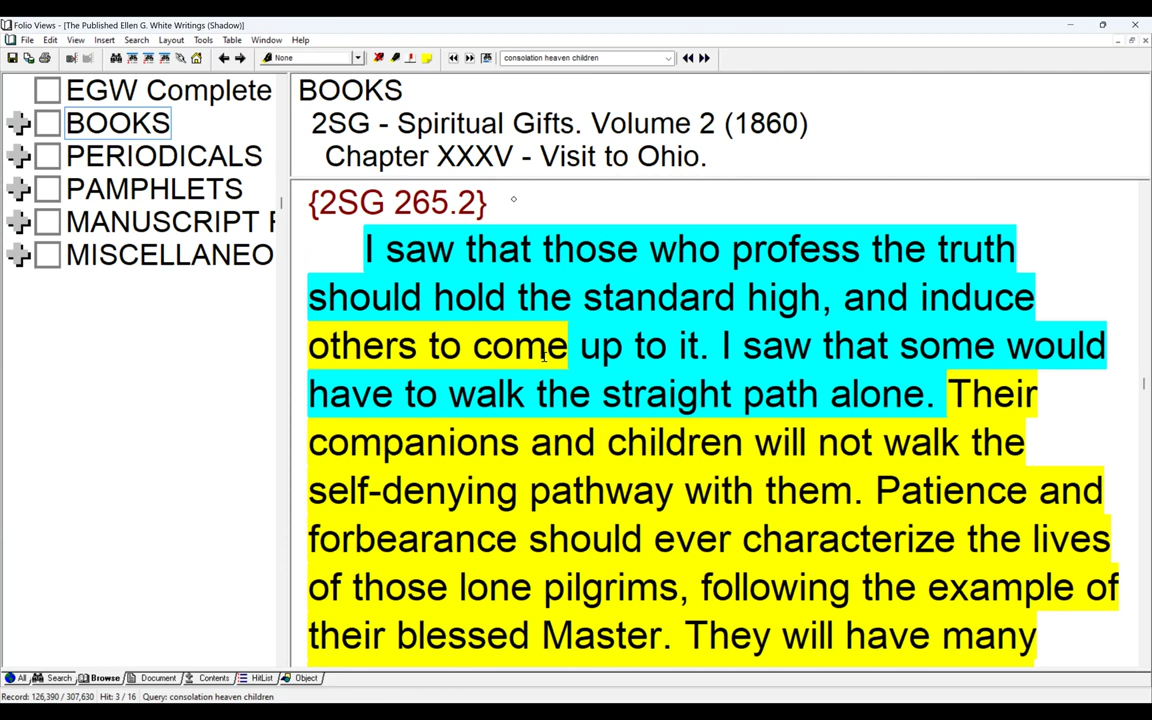 Folio Views - [The Published Ellen G. White Writings (Shadow)]
File Edit View Insert Search Layout Tools Table Window Help
None
consolation heaven children
EGW Complete
BOOKS
PERIODICALS
PAMPHLETS
MANUSCRIPT
MISCELLANEO
BOOKS
2SG - Spiritual Gifts. Volume 2 (1860)
Chapter XXXV - Visit to Ohio.
{2SG 265.2}
I saw that those who profess the truth
should hold the standard high, and induce
others to come up to it. I saw that some would
have to walk the straight path alone. Their
companions and children will not walk the
self-denying pathway with them. Patience and
forbearance should ever characterize the lives
of those lone pilgrims, following the example of
their blessed Master. They will have many
All Search Browse Document Contents HitList Object
Record: 126,390 / 307,630 Hit: 3 / 16 Query: consolation heaven children